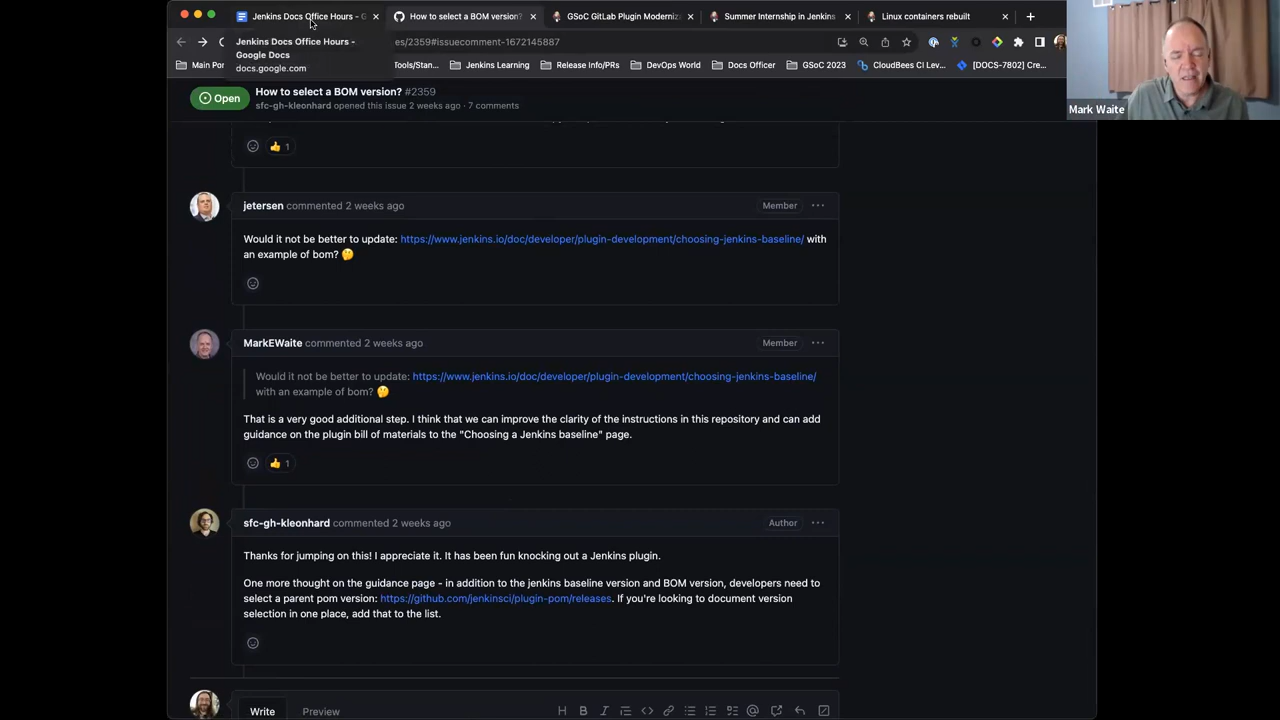 Jenkins Docs Office Hours - G
How to select a BOM version?
GSoC GitLab Plugin Moderniza
Summer Internship in Jenkins
Linux containers rebuilt
Jenkins Docs Office Hours -
Google Docs
docs.google.com
es/2359#issuecomment-1672145887
Main Por
Tools/Stan...
Jenkins Learning
Release Info/PRs
DevOps World
Docs Officer
GSoC 2023
CloudBees CI Lev...
[DOCS-7802] Cre...
Mark Waite
Open
How to select a BOM version? #2359
sfc-gh-kleonhard opened this issue 2 weeks ago · 7 comments
1
jetersen commented 2 weeks ago
Member
Would it not be better to update: https://www.jenkins.io/doc/developer/plugin-development/choosing-jenkins-baseline/ with
an example of bom? 🤔
MarkEWaite commented 2 weeks ago
Member
Would it not be better to update: https://www.jenkins.io/doc/developer/plugin-development/choosing-jenkins-baseline/
with an example of bom? 🤔
That is a very good additional step. I think that we can improve the clarity of the instructions in this repository and can add
guidance on the plugin bill of materials to the "Choosing a Jenkins baseline" page.
1
sfc-gh-kleonhard commented 2 weeks ago
Author
Thanks for jumping on this! I appreciate it. It has been fun knocking out a Jenkins plugin.
One more thought on the guidance page - in addition to the jenkins baseline version and BOM version, developers need to
select a parent pom version: https://github.com/jenkinsci/plugin-pom/releases. If you're looking to document version
selection in one place, add that to the list.
Write
Preview